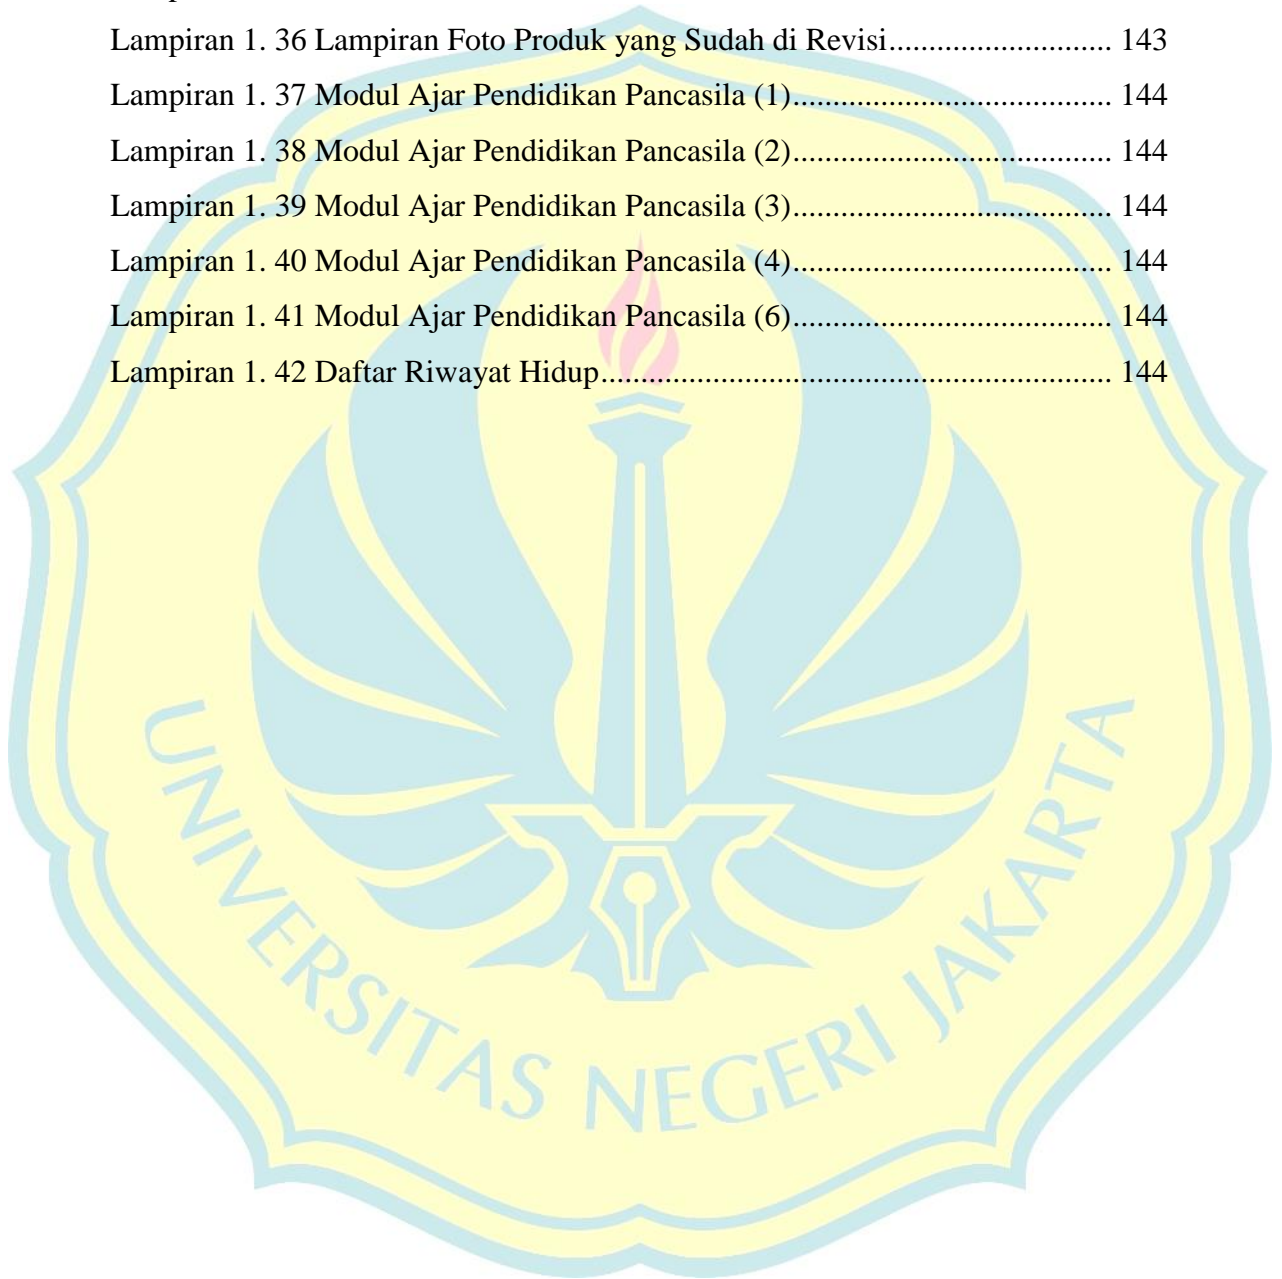 Lampiran 1. 36 Lampiran Foto Produk yang Sudah di Revisi............................ 143
Lampiran 1. 37 Modul Ajar Pendidikan Pancasila (1)........................................ 144
Lampiran 1. 38 Modul Ajar Pendidikan Pancasila (2)........................................ 144
Lampiran 1. 39 Modul Ajar Pendidikan Pancasila (3)........................................ 144
Lampiran 1. 40 Modul Ajar Pendidikan Pancasila (4)........................................ 144
Lampiran 1. 41 Modul Ajar Pendidikan Pancasila (6)........................................ 144
Lampiran 1. 42 Daftar Riwayat Hidup................................................................ 144
UNIVERSITAS NEGERI JAKARTA